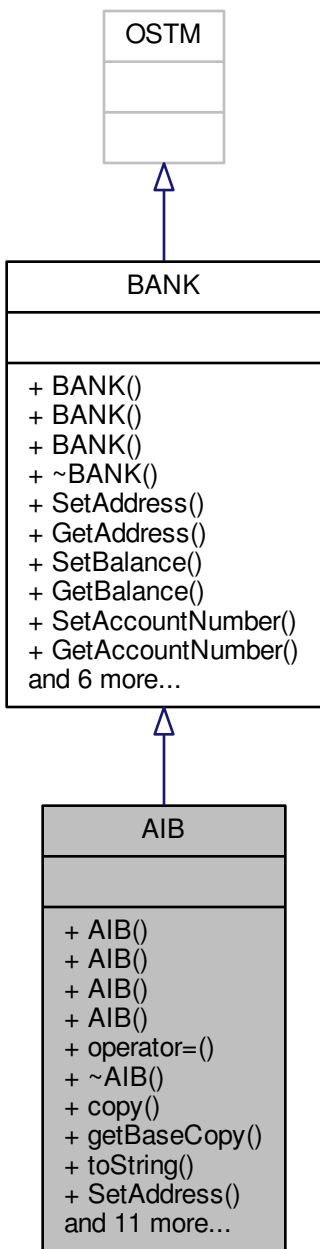 OSTM
BANK
+ BANK()
+ BANK()
+ BANK()
+ ~BANK()
+ SetAddress()
+ GetAddress()
+ SetBalance()
+ GetBalance()
+ SetAccountNumber()
+ GetAccountNumber()
and 6 more...
AIB
+ AIB()
+ AIB()
+ AIB()
+ AIB()
+ operator=()
+ ~AIB()
+ copy()
+ getBaseCopy()
+ toString()
+ SetAddress()
and 11 more...